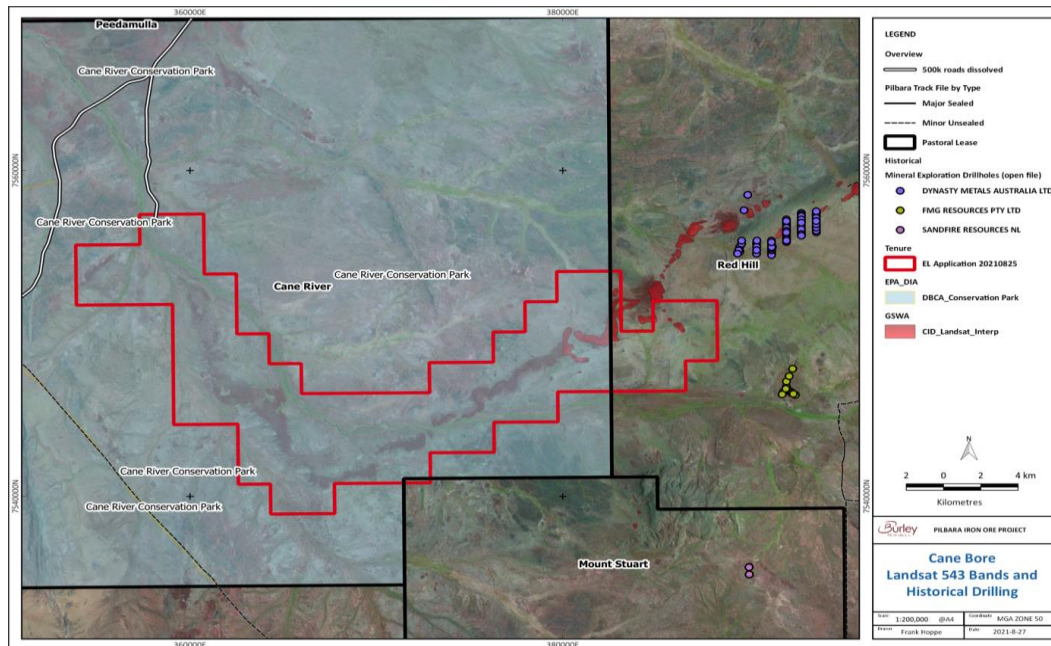 360000E
380000E
Peedamulla
Cane River Conservation Park
7560000N
7560000N
Cane River Conservation Park
Cane River Conservation Park
Cane River
Red Hill
Cane River Conservation Park
Cane River Conservation Park
7540000N
7540000N
Mount Stuart
360000E
380000E
LEGEND
Overview
500k roads dissolved
Pilbara Track File by Type
Major Sealed
Minor Unsealed
Pastoral Lease
Historical
Mineral Exploration Drillholes (open file)
DYNASTY METALS AUSTRALIA LTD
FMG RESOURCES PTY LTD
SANDFIRE RESOURCES NL
Tenure
EL Application 20210825
EPA_DIA
DBCA_Conservation Park
GSWA
CID_Landsat_Interp
N
2 0 2 4 km
Kilometres
Burley
PILBARA IRON ORE PROJECT
Cane Bore
Landsat 543 Bands and
Historical Drilling
Scale 1:200,000 @A4 Coordinate MGA ZONE 50
Frank Hoppe Date 2021-8-27